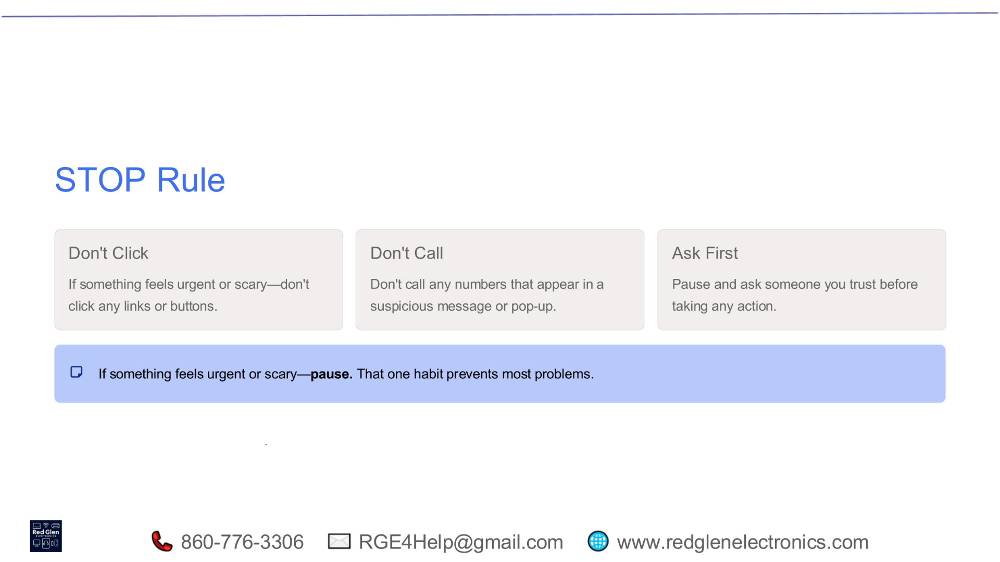 STOP Rule
Don't Click
If something feels urgent or scary—don't
click any links or buttons.
Don't Call
Don't call any numbers that appear in a
suspicious message or pop-up.
Ask First
Pause and ask someone you trust before
taking any action.
If something feels urgent or scary—pause. That one habit prevents most problems.
.
Red Glen
ELECTRONICS
860-776-3306
RGE4Help@gmail.com
www.redglenelectronics.com